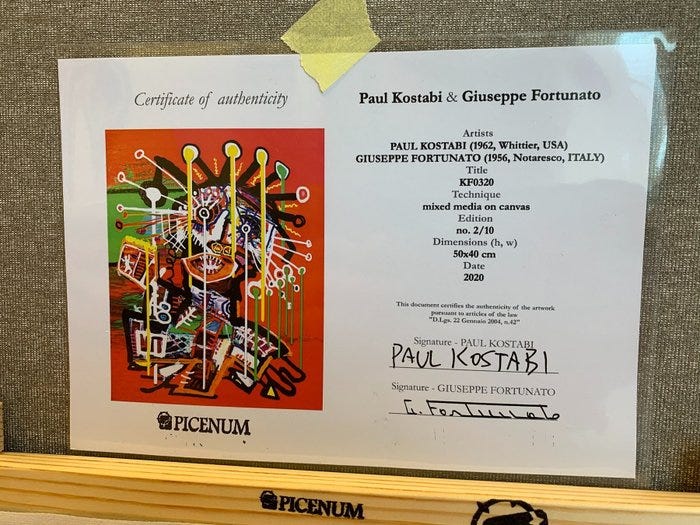 Certificate of authenticity
PICENUM
Paul Kostabi & Giuseppe Fortunato
Artists
PAUL KOSTABI (1962, Whittier, USA)
GIUSEPPE FORTUNATO (1956, Notaresco, ITALY)
Title
KF0320
Technique
mixed media on canvas
Edition
no. 2/10
Dimensions (h, w)
50x40 cm
Date
2020
This document certifies the authenticity of the artwork
pursuant to articles of the law
"D.Lgs. 22 Gennaio 2004, n.42"
Signature - PAUL KOSTABI
PAUL KOSTABI
Signature - GIUSEPPE FORTUNATO
G. Fortunato
PICENUM